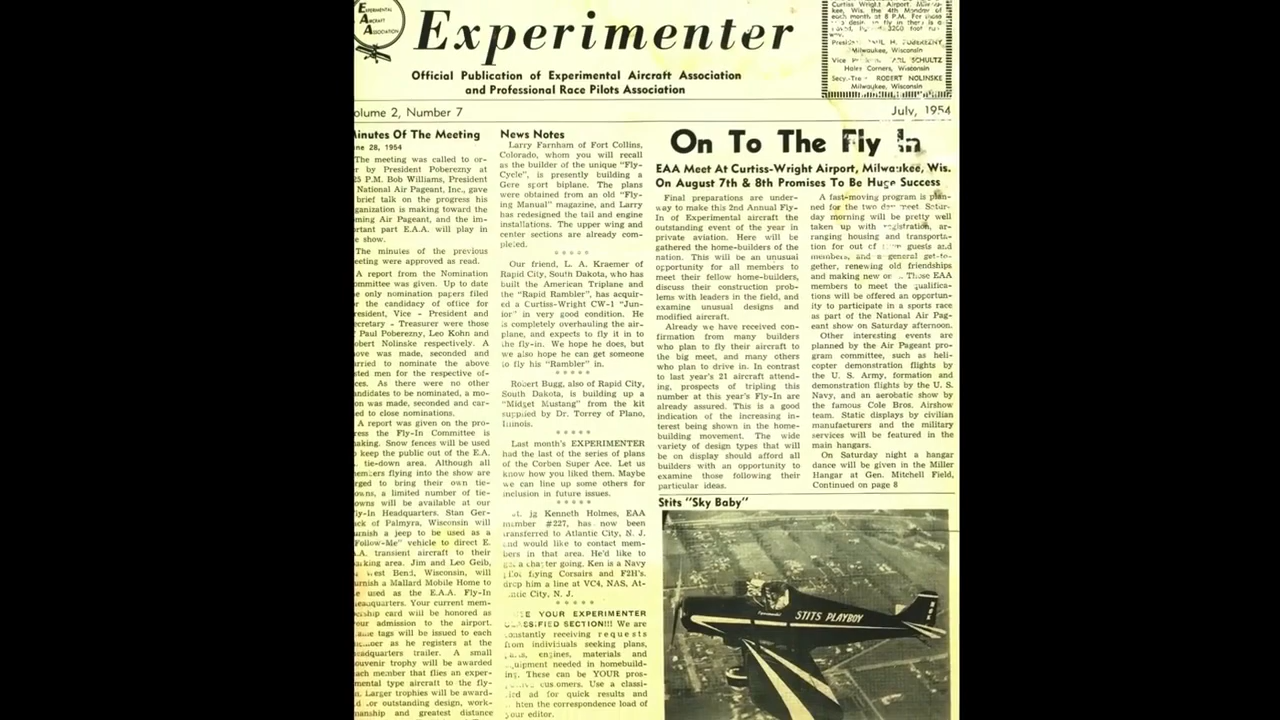 EXPERIMENTAL
AIRCRAFT
ASSOCIATION
Experimenter
Official Publication of Experimental Aircraft Association
and Professional Race Pilots Association
Curtiss Wright Airport, Milwau-
kee, Wis. the 4th Monday of
each month at 8 P.M. For those
Milwaukee, Wisconsin
SCHULTZ
Hales Corners, Wisconsin
ROBERT NOLINSKE
Milwaukee, Wisconsin
olume 2, Number 7
July, 1954
inutes Of The Meeting
ne 28, 1954
The meeting was called to or-
r by President Poberezny at
5 P.M. Bob Williams, President
National Air Pageant, Inc., gave
brief talk on the progress his
ganization is making toward the
ming Air Pageant, and the im-
ortant part E.A.A. will play in
e show.
The minutes of the previous
eeting were approved as read.
A report from the Nomination
ommittee was given. Up to date
e only nomination papers filed
or the candidacy of office for
resident, Vice - President and
ecretary - Treasurer were those
Paul Poberezny, Leo Kohn and
obert Nolinske respectively. A
ove was made, seconded and
arried to nominate the above
sted men for the respective of-
ces. As there were no other
andidates to be nominated, a mo-
on was made, seconded and car-
ed to close nominations.
A report was given on the pro-
ress the Fly-In Committee is
aking. Snow fences will be used
keep the public out of the E.A.
. tie-down area. Although all
members flying into the show are
rged to bring their own tie-
owns, a limited number of tie-
owns will be available at our
ly-In Headquarters. Stan Ger-
ck of Palmyra, Wisconsin will
urnish a jeep to be used as a
Follow-Me" vehicle to direct E.
.A. transient aircraft to their
arking area. Jim and Leo Geib,
West Bend, Wisconsin, will
urnish a Mallard Mobile Home to
e used as the E.A.A. Fly-In
eadquarters. Your current mem-
ership card will be honored as
our admission to the airport.
ame tags will be issued to each
as he registers at the
eadquarters trailer. A small
ouvenir trophy will be awarded
ach member that flies an exper-
mental type aircraft to the fly-
. Larger trophies will be award-
outstanding design, work-
manship and greatest distance
News Notes
Larry Farnham of Fort Collins,
Colorado, whom you will recall
as the builder of the unique "Fly-
Cycle", is presently building a
Gere sport biplane. The plans
were obtained from an old "Fly-
ing Manual" magazine, and Larry
has redesigned the tail and engine
installations. The upper wing and
center sections are already com-
pleted.
* * * * *
Our friend, L. A. Kraemer of
Rapid City, South Dakota, who has
built the American Triplane and
the "Rapid Rambler", has acquir-
ed a Curtiss-Wright CW-1 "Jun-
ior" in very good condition. He
is completely overhauling the air-
plane, and expects to fly it in to
the fly-in. We hope he does, but
we also hope he can get someone
to fly his "Rambler" in.
* * * * *
Robert Bugg, also of Rapid City,
South Dakota, is building up a
"Midget Mustang" from the kit
supplied by Dr. Torrey of Plano,
Illinois.
* * * * *
Last month's EXPERIMENTER
had the last of the series of plans
of the Corben Super Ace. Let us
know how you liked them. Maybe
we can line up some others for
inclusion in future issues.
* * * * *
Lt. jg Kenneth Holmes, EAA
member #227, has now been
transferred to Atlantic City, N. J.
and would like to contact mem-
bers in that area. He'd like to
a chapter going. Ken is a Navy
flying Corsairs and F2H's.
drop him a line at VC4, NAS, At-
lantic City, N. J.
* * * * *
YOUR EXPERIMENTER
CLASSIFIED SECTION!!! We are
constantly receiving requests
from individuals seeking plans,
engines, materials and
equipment needed in homebuild-
ing. These can be YOUR pros-
customers. Use a classi-
ad for quick results and
the correspondence load of
your editor.
On To The Fly In
EAA Meet At Curtiss-Wright Airport, Milwaukee, Wis.
On August 7th & 8th Promises To Be Huge Success
Final preparations are under-
way to make this 2nd Annual Fly-
In of Experimental aircraft the
outstanding event of the year in
private aviation. Here will be
gathered the home-builders of the
nation. This will be an unusual
opportunity for all members to
meet their fellow home-builders,
discuss their construction prob-
lems with leaders in the field, and
examine unusual designs and
modified aircraft.
Already we have received con-
firmation from many builders
who plan to fly their aircraft to
the big meet, and many others
who plan to drive in. In contrast
to last year's 21 aircraft attend-
ing, prospects of tripling this
number at this year's Fly-In are
already assured. This is a good
indication of the increasing in-
terest being shown in the home-
building movement. The wide
variety of design types that will
be on display should afford all
builders with an opportunity to
examine those following their
particular ideas.
A fast-moving program is plan-
ned for the two day meet. Satur-
day morning will be pretty well
taken up with registration, ar-
ranging housing and transporta-
tion for out of guests and
members, and a general get-to-
gether, renewing old friendships
and making new Those EAA
members to meet the qualifica-
tions will be offered an opportun-
ity to participate in a sports race
as part of the National Air Pag-
eant show on Saturday afternoon.
Other interesting events are
planned by the Air Pageant pro-
gram committee, such as heli-
copter demonstration flights by
the U. S. Army, formation and
demonstration flights by the U. S.
Navy, and an aerobatic show by
the famous Cole Bros. Airshow
team. Static displays by civilian
manufacturers and the military
services will be featured in the
main hangars.
On Saturday night a hangar
dance will be given in the Miller
Hangar at Gen. Mitchell Field,
Continued on page 8
Stits "Sky Baby"
STITS PLAYBOY